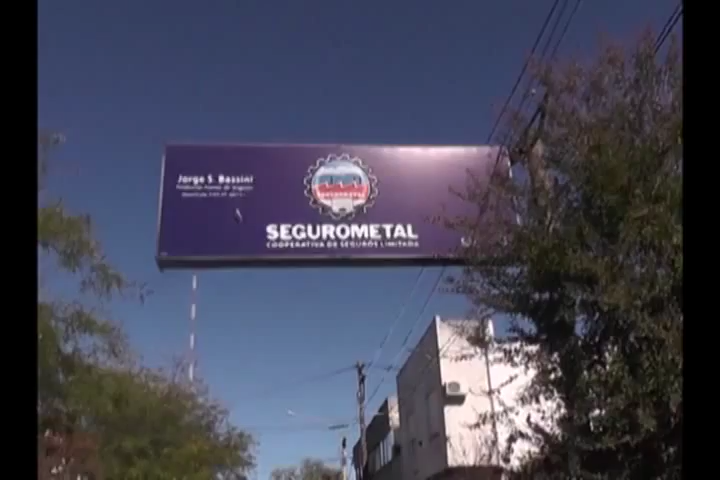 Jorge S. Bassini
SEGUROMETAL
COOPERATIVA DE SEGUROS LIMITADA